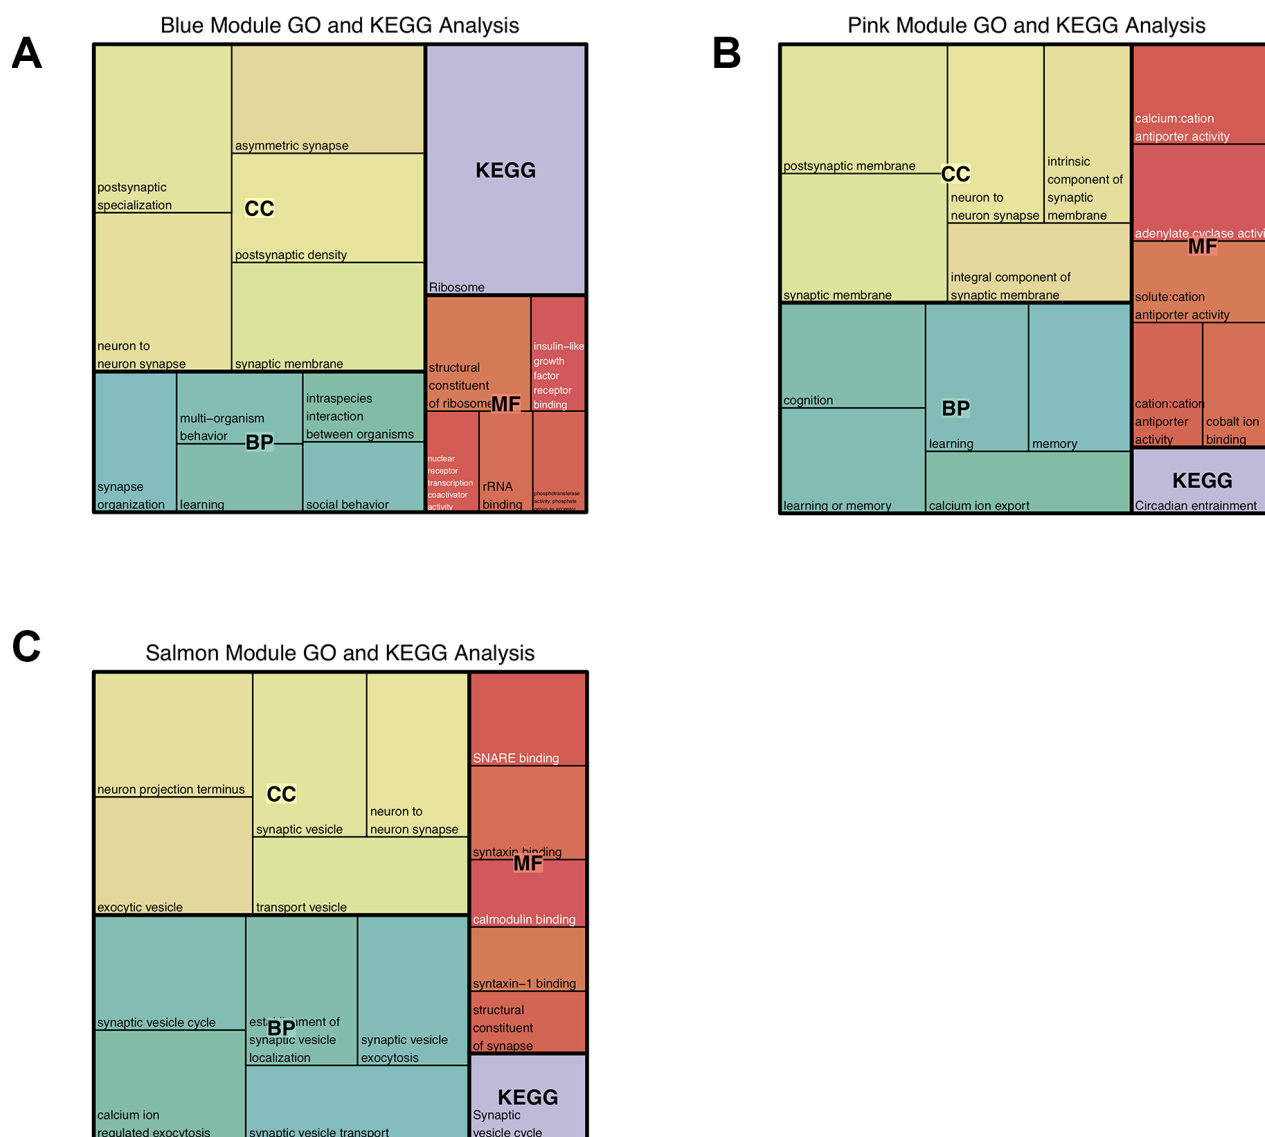 A
Blue Module GO and KEGG Analysis
postsynaptic
specialization
asymmetric synapse
CC
postsynaptic density
neuron to
neuron synapse
synaptic membrane
KEGG
Ribosome
synapse
organization
multi−organism
behavior
BP
learning
intraspecies
interaction
between organisms
social behavior
structural
constituent
of ribosome
MF
insulin−like
growth
factor
receptor
binding
nuclear
receptor
transcription
coactivator
activity
rRNA
binding
phosphotransferase
activity, phosphate
group as acceptor
B
Pink Module GO and KEGG Analysis
postsynaptic membrane
CC
synaptic membrane
neuron to
neuron synapse
intrinsic
component of
synaptic
membrane
integral component of
synaptic membrane
calcium:cation
antiporter activity
adenylate cyclase activi
MF
solute:cation
antiporter activity
cation:cation
antiporter
activity
cobalt ion
binding
cognition
learning or memory
BP
learning
memory
calcium ion export
KEGG
Circadian entrainment
C
Salmon Module GO and KEGG Analysis
neuron projection terminus
exocytic vesicle
CC
synaptic vesicle
neuron to
neuron synapse
transport vesicle
SNARE binding
syntaxin binding
MF
calmodulin binding
syntaxin−1 binding
structural
constituent
of synapse
synaptic vesicle cycle
calcium ion
regulated exocytosis
establishment of
BP
synaptic vesicle
localization
synaptic vesicle
exocytosis
synaptic vesicle transport
KEGG
Synaptic
vesicle cycle